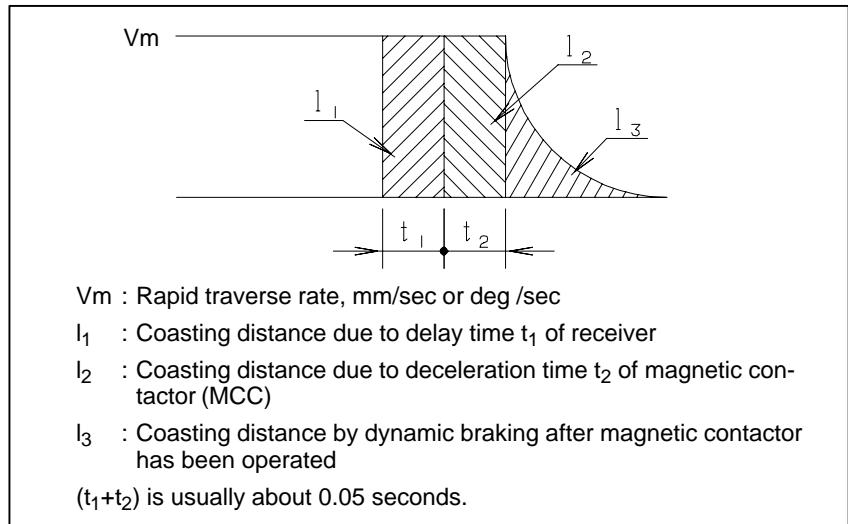 Vm
l₂
l₁
l₃
t₁ t₂
Vm : Rapid traverse rate, mm/sec or deg /sec
l₁ : Coasting distance due to delay time t₁ of receiver
l₂ : Coasting distance due to deceleration time t₂ of magnetic con-
tactor (MCC)
l₃ : Coasting distance by dynamic braking after magnetic contactor
has been operated
(t₁+t₂) is usually about 0.05 seconds.